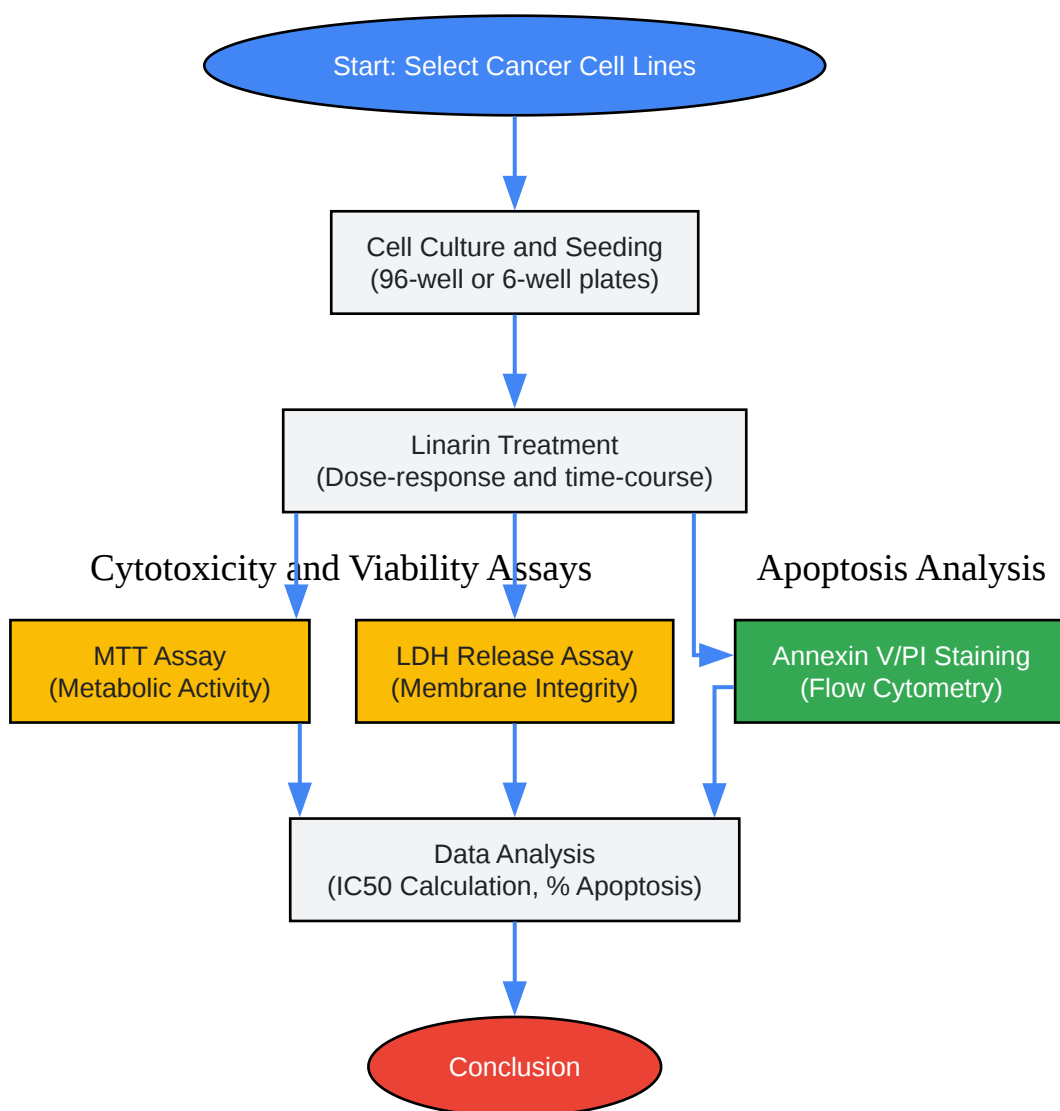 Start: Select Cancer Cell Lines
Cell Culture and Seeding
(96-well or 6-well plates)
Linarin Treatment
(Dose-response and time-course)
Cytotoxicity and Viability Assays
Apoptosis Analysis
MTT Assay
(Metabolic Activity)
LDH Release Assay
(Membrane Integrity)
Annexin V/PI Staining
(Flow Cytometry)
Data Analysis
(IC50 Calculation, % Apoptosis)
Conclusion